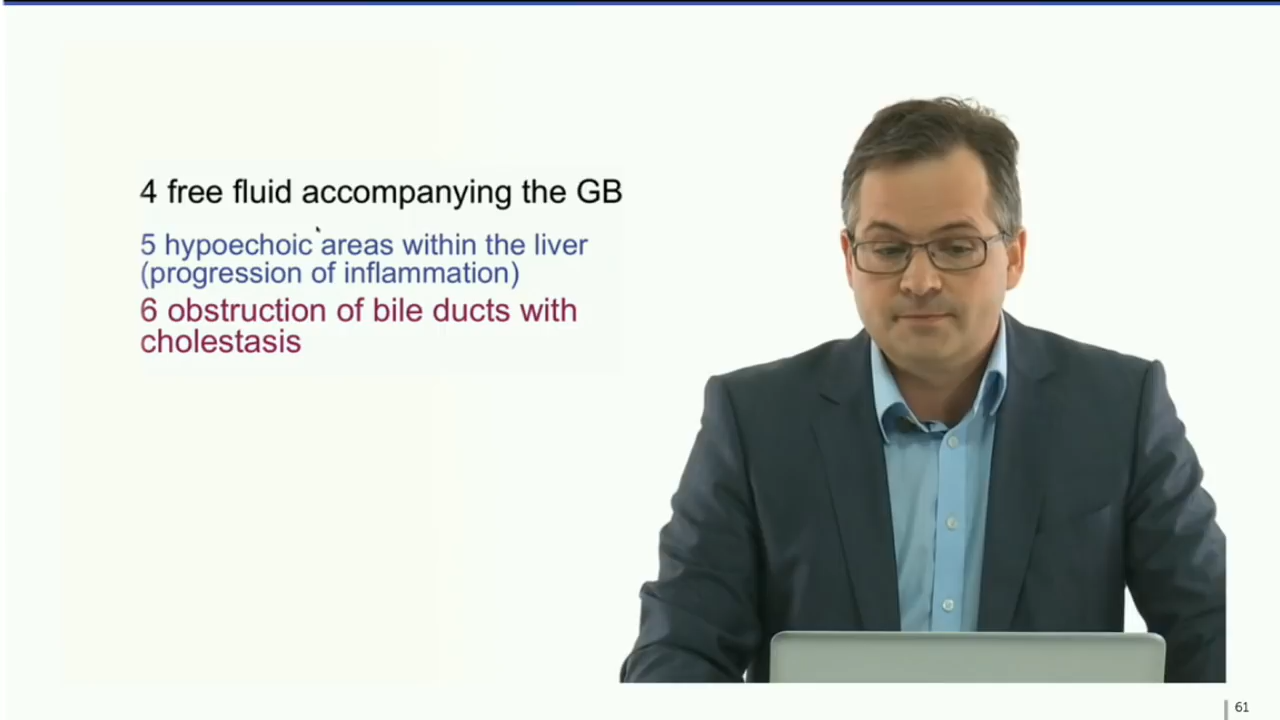 4 free fluid accompanying the GB
5 hypoechoic areas within the liver
(progression of inflammation)
6 obstruction of bile ducts with
cholestasis
61